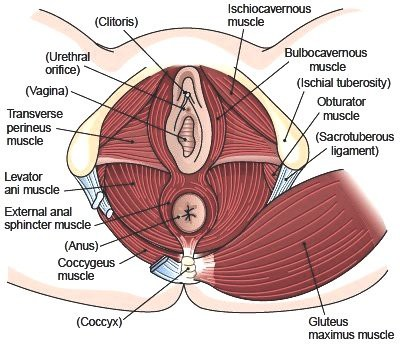 (Clitoris)
(Urethral
orifice)
(Vagina)
Transverse
perineus
muscle
Levator
ani muscle
External anal
sphincter muscle
(Anus)
Coccygeus
muscle
(Coccyx)
Ischiocavernous
muscle
Bulbocavernous
muscle
(Ischial tuberosity)
Obturator
muscle
(Sacrotuberous
ligament)
Gluteus
maximus muscle